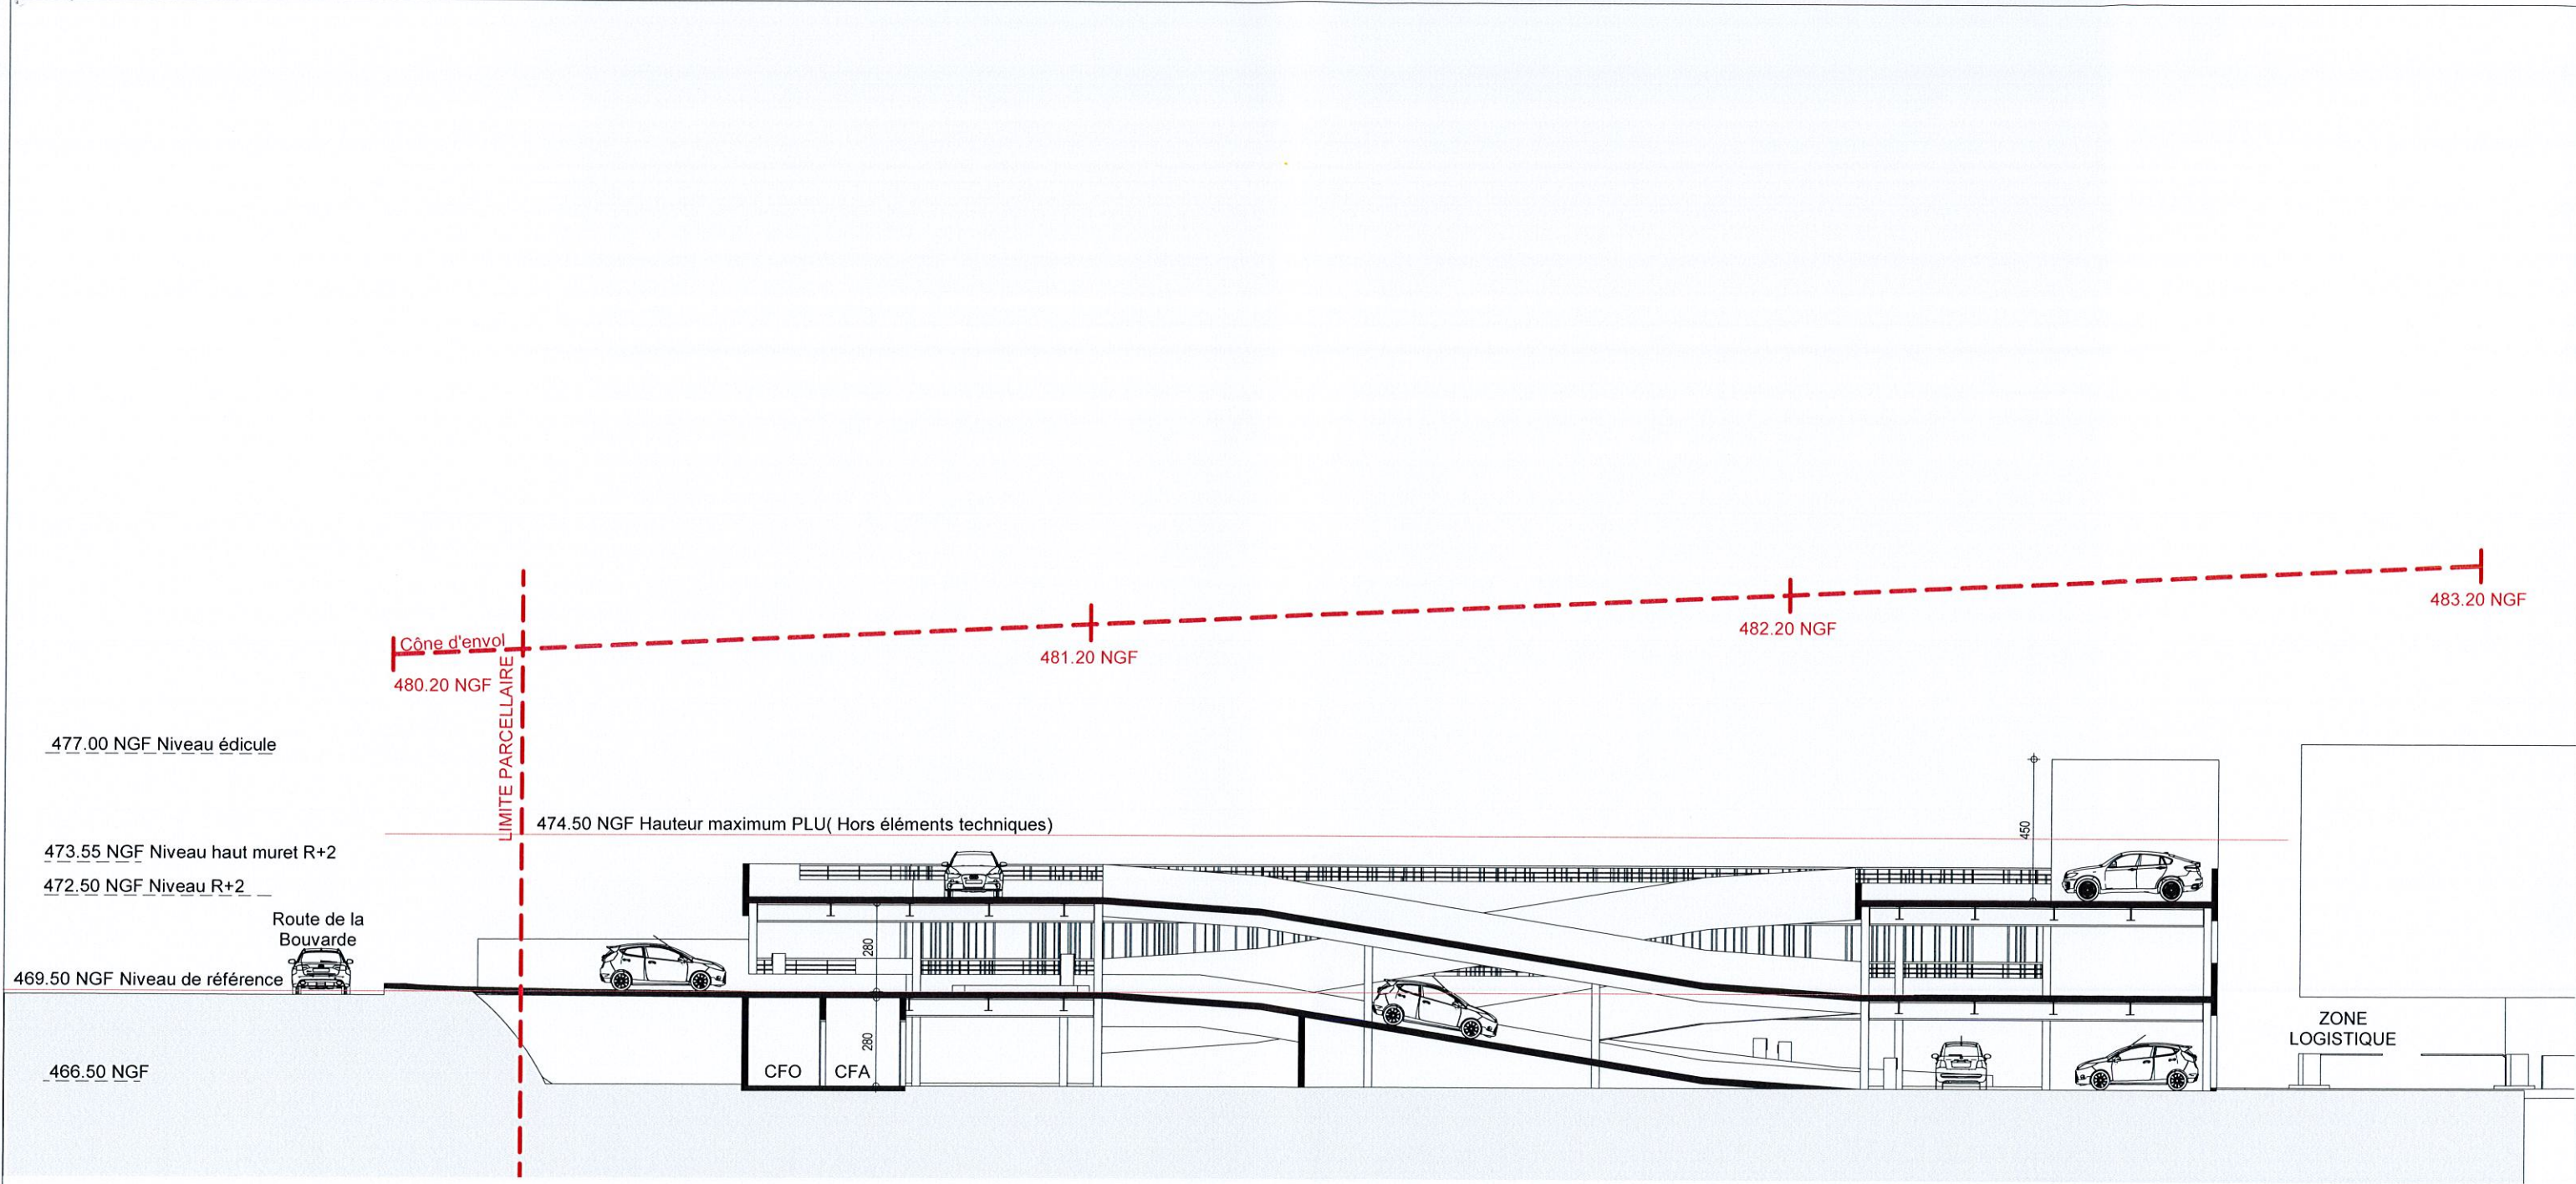 483.20 NGF
482.20 NGF
Cône d'envol
481.20 NGF
480.20 NGF
LIMITE PARCELLAIRE
477.00 NGF Niveau édicule
474.50 NGF Hauteur maximum PLU( Hors éléments techniques)
450
473.55 NGF Niveau haut muret R+2
472.50 NGF Niveau R+2
Route de la
Bouvarde
280
469.50 NGF Niveau de référence
ZONE
LOGISTIQUE
280
466.50 NGF
CFO
CFA